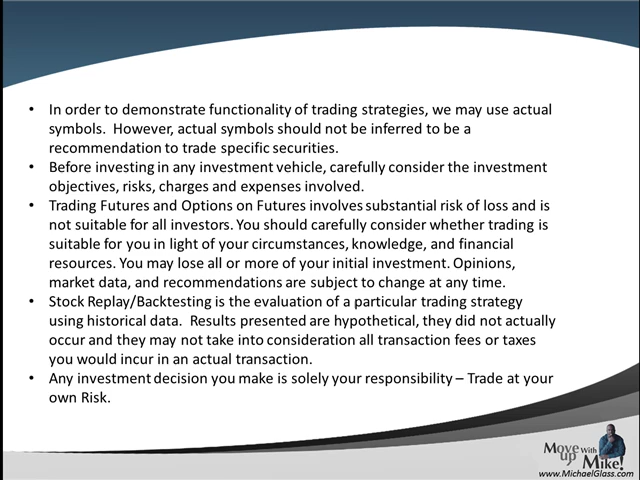 • In order to demonstrate functionality of trading strategies, we may use actual
symbols.  However, actual symbols should not be inferred to be a
recommendation to trade specific securities.
• Before investing in any investment vehicle, carefully consider the investment
objectives, risks, charges and expenses involved.
• Trading Futures and Options on Futures involves substantial risk of loss and is
not suitable for all investors. You should carefully consider whether trading is
suitable for you in light of your circumstances, knowledge, and financial
resources. You may lose all or more of your initial investment. Opinions,
market data, and recommendations are subject to change at any time.
• Stock Replay/Backtesting is the evaluation of a particular trading strategy
using historical data.  Results presented are hypothetical, they did not actually
occur and they may not take into consideration all transaction fees or taxes
you would incur in an actual transaction.
• Any investment decision you make is solely your responsibility – Trade at your
own Risk.
Move With
up Mike!
www.MichaelGlass.com